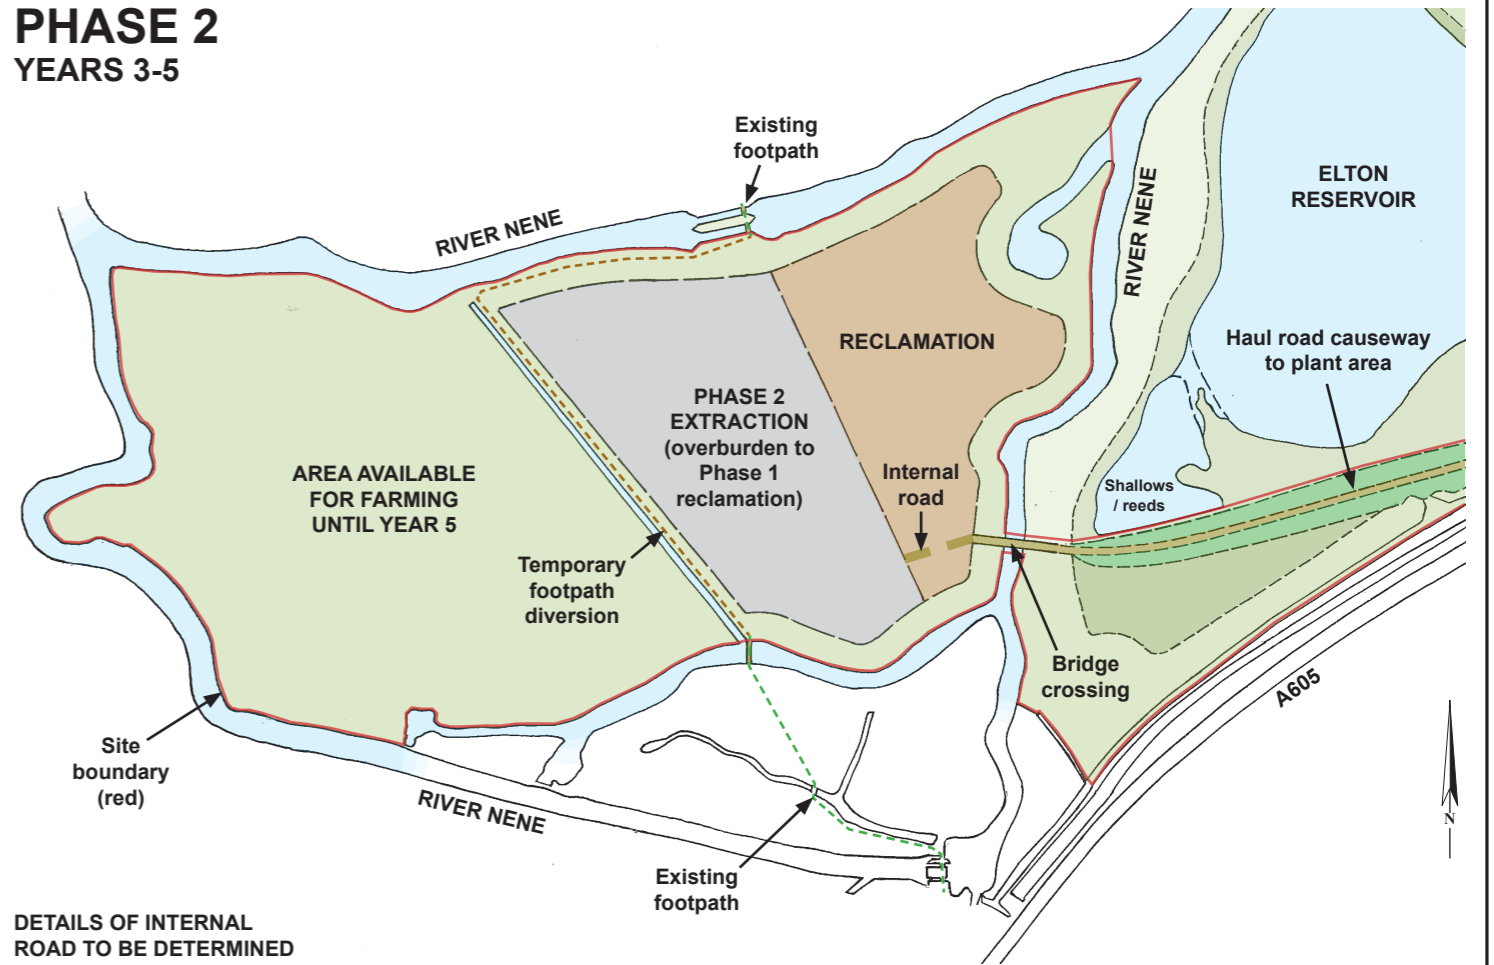 PHASE 2
YEARS 3-5
Existing
footpath
RIVER NENE
RIVER NENE
ELTON
RESERVOIR
RECLAMATION
Haul road causeway
to plant area
PHASE 2
EXTRACTION
(overburden to
Phase 1
reclamation)
Internal
road
AREA AVAILABLE
FOR FARMING
UNTIL YEAR 5
Shallows
/ reeds
Temporary
footpath
diversion
Bridge
crossing
A605
Site
boundary
(red)
RIVER NENE
N
Existing
footpath
DETAILS OF INTERNAL
ROAD TO BE DETERMINED